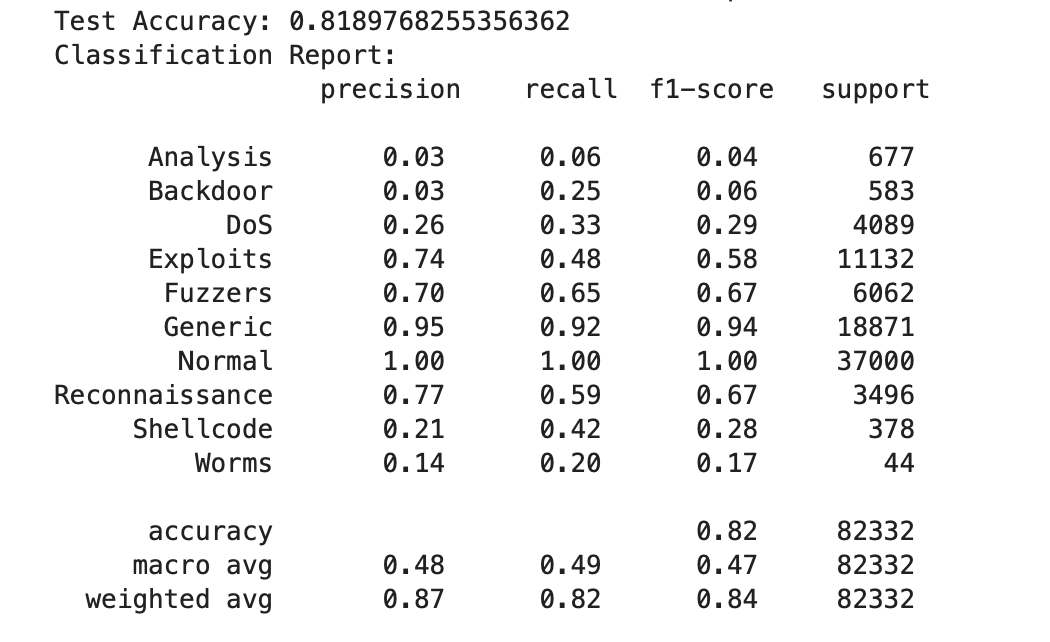 Test Accuracy: 0.8189768255356362
Classification Report:
precision recall f1-score support
Analysis 0.03 0.06 0.04 677
Backdoor 0.03 0.25 0.06 583
DoS 0.26 0.33 0.29 4089
Exploits 0.74 0.48 0.58 11132
Fuzzers 0.70 0.65 0.67 6062
Generic 0.95 0.92 0.94 18871
Normal 1.00 1.00 1.00 37000
Reconnaissance 0.77 0.59 0.67 3496
Shellcode 0.21 0.42 0.28 378
Worms 0.14 0.20 0.17 44
accuracy 0.82 82332
macro avg 0.48 0.49 0.47 82332
weighted avg 0.87 0.82 0.84 82332